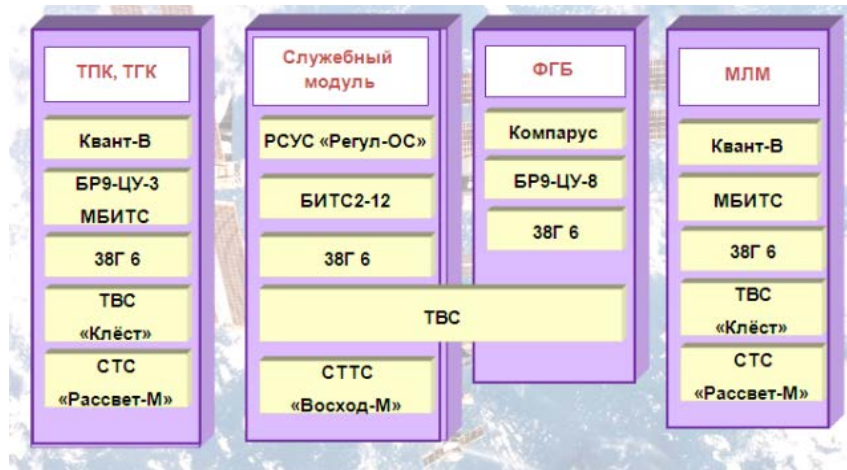 ТПК, ТГК
Квант-В
БР9-ЦУ-3
МБИТС
38Г 6
ТВС
«Клёст»
СТС
«Рассвет-М»
Служебный
модуль
РСУС «Регул-ОС»
БИТС2-12
38Г 6
ТВС
СТТС
«Восход-М»
ФГБ
Компарус
БР9-ЦУ-8
38Г 6
МЛМ
Квант-В
МБИТС
38Г 6
ТВС
«Клёст»
СТС
«Рассвет-М»